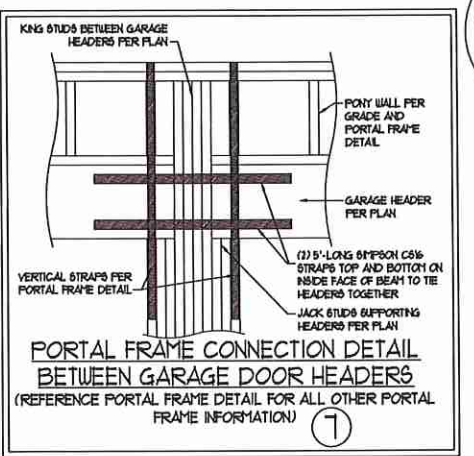 KING STUDS BETWEEN GARAGE
HEADERS PER PLAN
PONY WALL PER
GRADE AND
PORTAL FRAME
DETAIL
GARAGE HEADER
PER PLAN
(2) 5'-LONG SIMPSON CS16
STRAPS TOP AND BOTTOM ON
INSIDE FACE OF BEAM TO TIE
HEADERS TOGETHER
VERTICAL STRAPS PER
PORTAL FRAME DETAIL
JACK STUDS SUPPORTING
HEADERS PER PLAN
PORTAL FRAME CONNECTION DETAIL
BETWEEN GARAGE DOOR HEADERS
(REFERENCE PORTAL FRAME DETAIL FOR ALL OTHER PORTAL
FRAME INFORMATION)
7